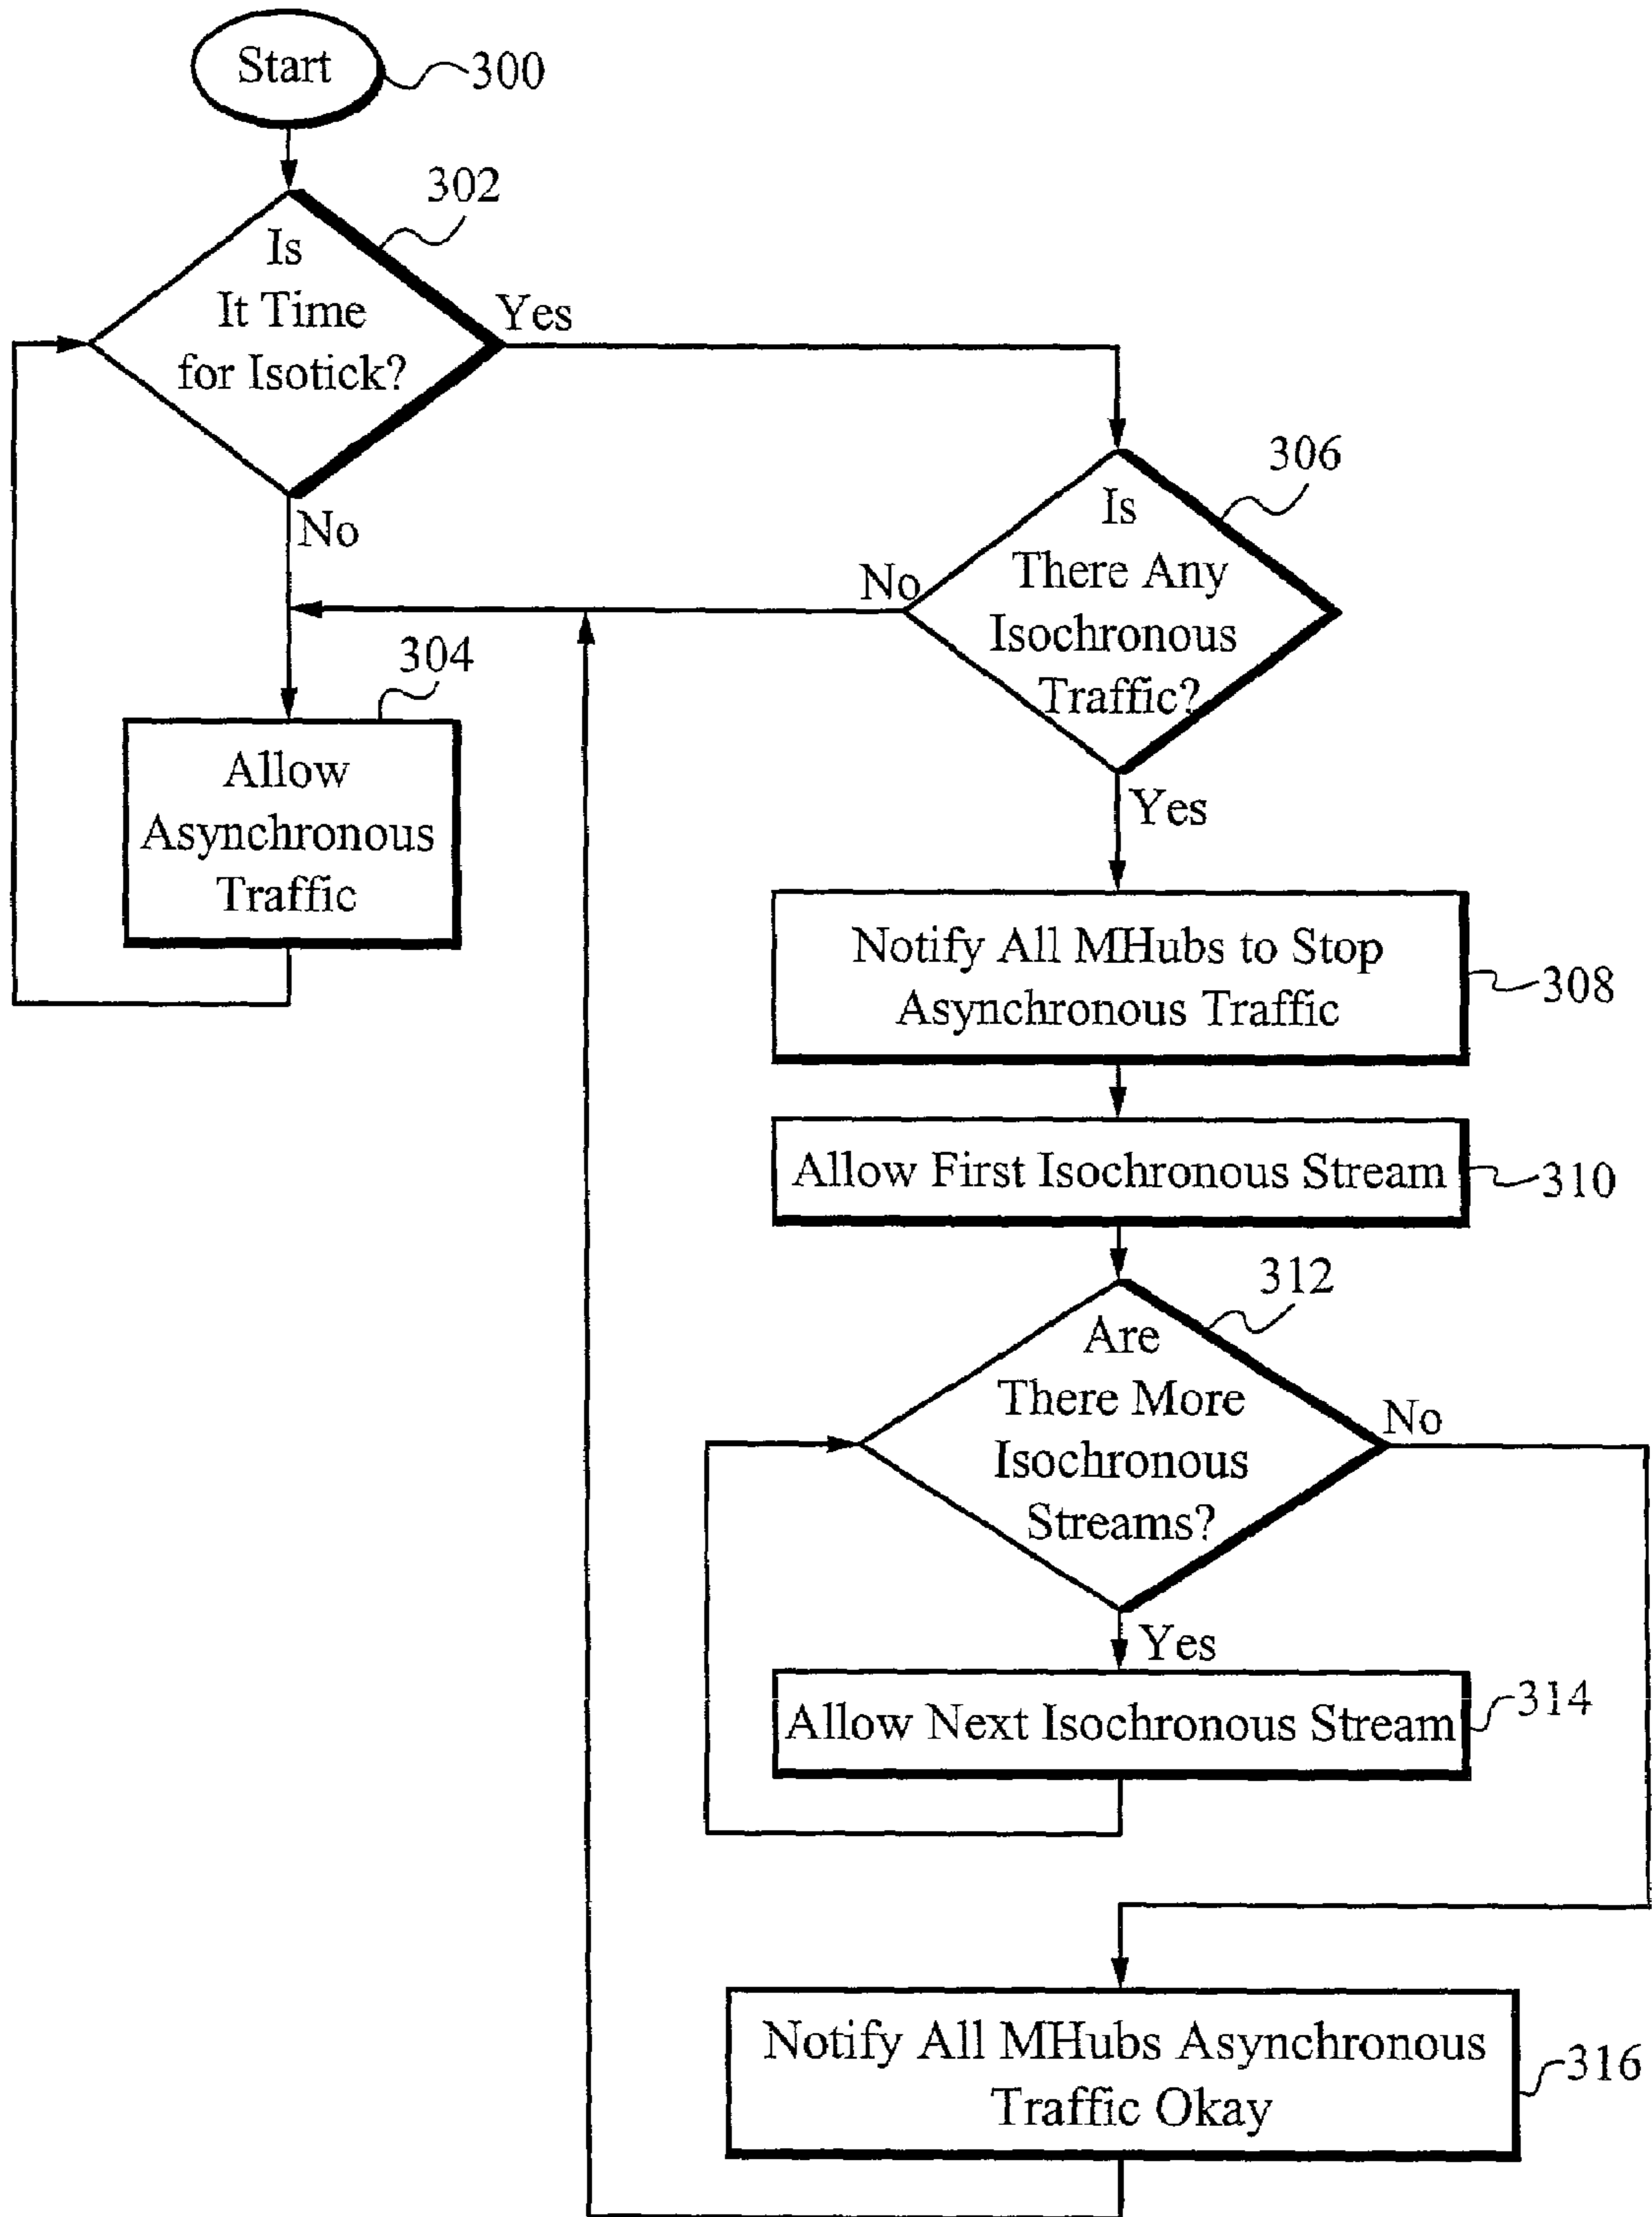 Start
300
302
Is
It Time
for Isotick?
Yes
No
304
Allow
Asynchronous
Traffic
306
Is
There Any
Isochronous
Traffic?
No
Yes
Notify All MHubs to Stop
Asynchronous Traffic
308
Allow First Isochronous Stream
310
312
Are
There More
Isochronous
Streams?
No
Yes
Allow Next Isochronous Stream
314
Notify All MHubs Asynchronous
Traffic Okay
316